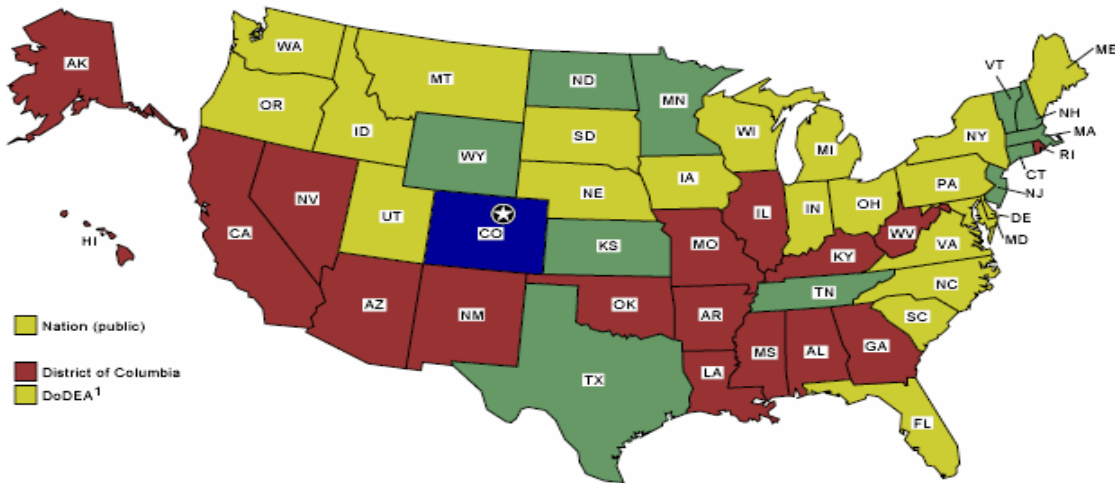 AK
WA
MT
ND
MN
OR
ID
SD
WI
MI
WY
NE
IA
NV
UT
CO
KS
CA
AZ
NM
OK
TX
MO
IL
IN
OH
KY
WV
PA
NY
VT
ME
NH
MA
RI
CT
NJ
DE
MD
VA
NC
TN
SC
AR
MS
AL
GA
LA
FL
HI
Nation (public)
District of Columbia
DoDEA1